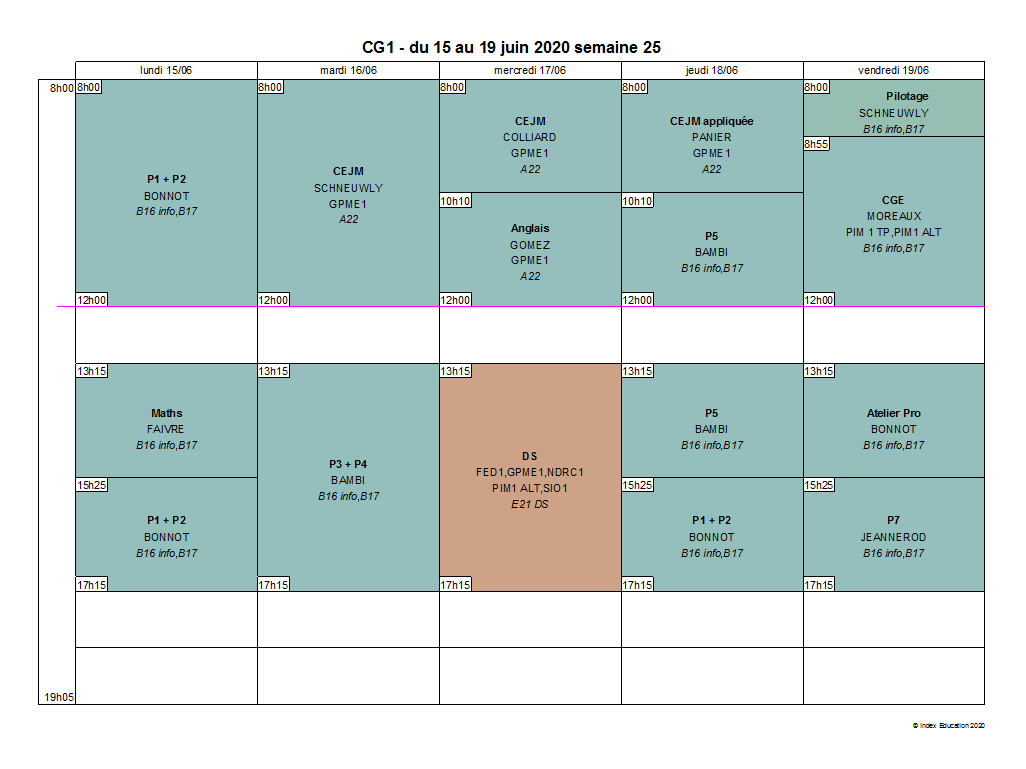 CG1 - du 15 au 19 juin 2020 semaine 25
lundi 15/06
mardi 16/06
mercredi 17/06
jeudi 18/06
vendredi 19/06
8h00
8h00
P1 + P2
BONNOT
B16 info,B17
12h00
13h15
Maths
FAIVRE
B16 info,B17
15h25
P1 + P2
BONNOT
B16 info,B17
17h15
8h00
CEJM
SCHNEUWLY
GPME1
A22
12h00
13h15
P3 + P4
BAMBI
B16 info,B17
17h15
8h00
CEJM
COLLIARD
GPME1
A22
10h10
Anglais
GOMEZ
GPME1
A22
12h00
13h15
DS
FED1,GPME1,NDRC1
PIM1 ALT,SIO1
E21 DS
17h15
8h00
CEJM appliquée
PANIER
GPME1
A22
10h10
P5
BAMBI
B16 info,B17
12h00
13h15
P5
BAMBI
B16 info,B17
15h25
P1 + P2
BONNOT
B16 info,B17
17h15
8h00
Pilotage
SCHNEUWLY
B16 info,B17
8h55
CGE
MOREAUX
PIM 1 TP,PIM1 ALT
B16 info,B17
12h00
13h15
Atelier Pro
BONNOT
B16 info,B17
15h25
P7
JEANNEROD
B16 info,B17
17h15
19h05
© Index Education 2020